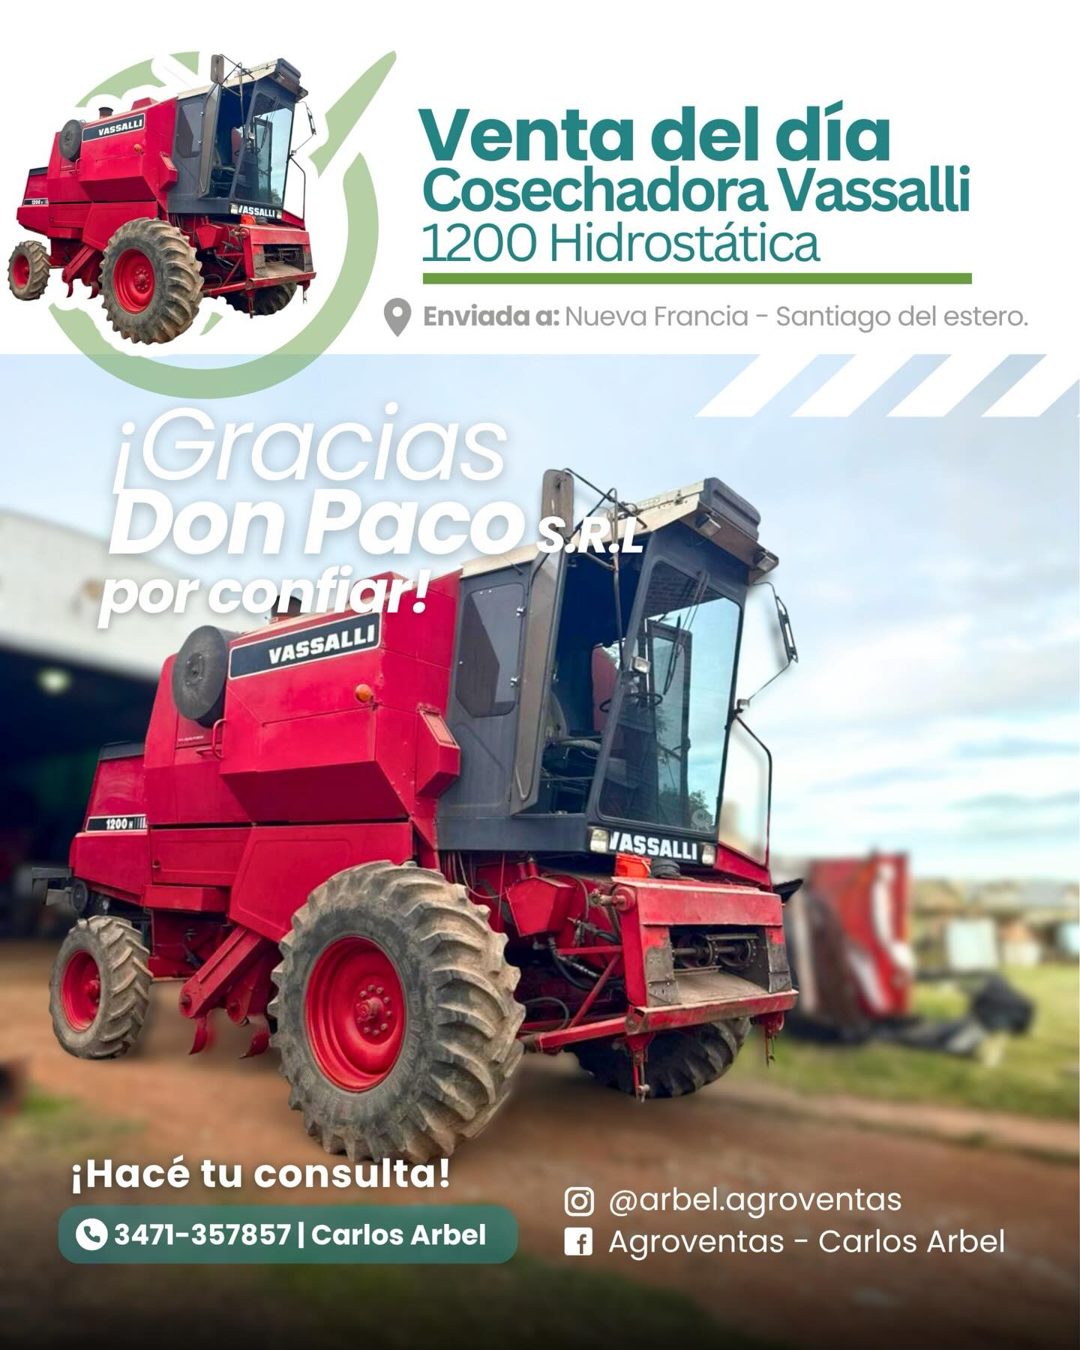 VASSALLI
VASSALLI
Venta del día
Cosechadora Vassalli
1200 Hidrostática
Enviada a: Nueva Francia - Santiago del estero.
¡Gracias
Don Paco S.R.L
por confiar!
VASSALLI
1200 H
VASSALLI
¡Hacé tu consulta!
3471-357857 | Carlos Arbel
@arbel.agroventas
Agroventas - Carlos Arbel